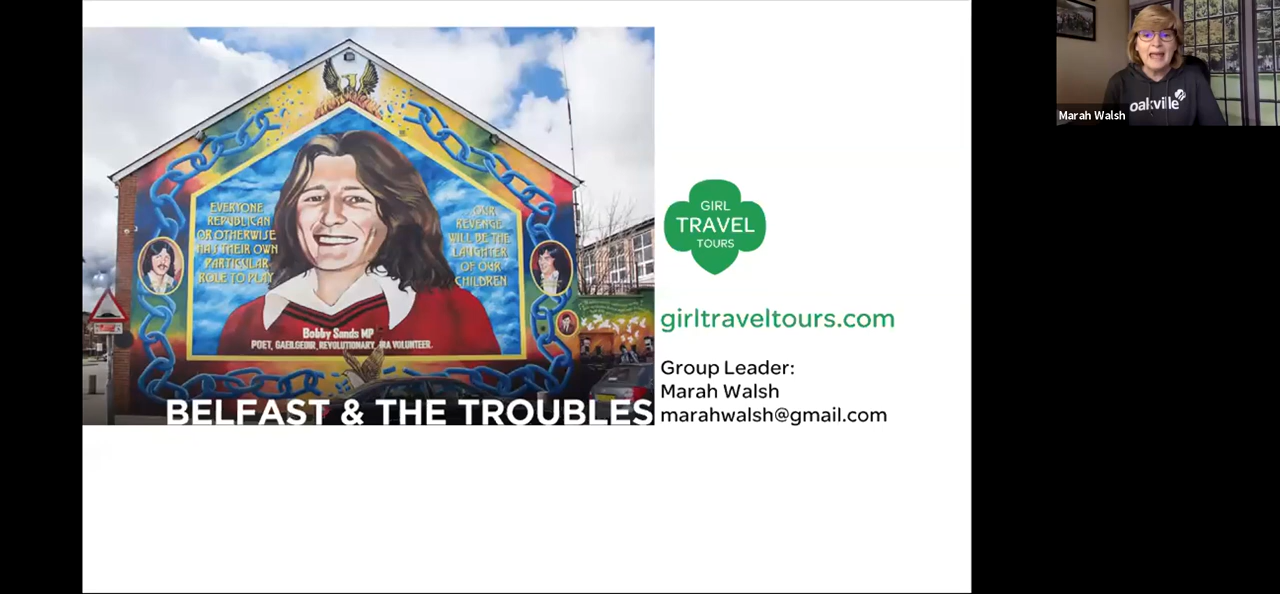 EVERYONE
REPUBLICAN
OR OTHERWISE
HAS THEIR OWN
PARTICULAR
ROLE TO PLAY
OUR
REVENGE
WILL BE THE
LAUGHTER
OF OUR
CHILDREN
Bobby Sands MP
POET, GAEILGEOIR, REVOLUTIONARY, IRA VOLUNTEER.
BELFAST & THE TROUBLES
GIRL
TRAVEL
TOURS
girltraveltours.com
Group Leader:
Marah Walsh
marahwalsh@gmail.com
oakville
Marah Walsh